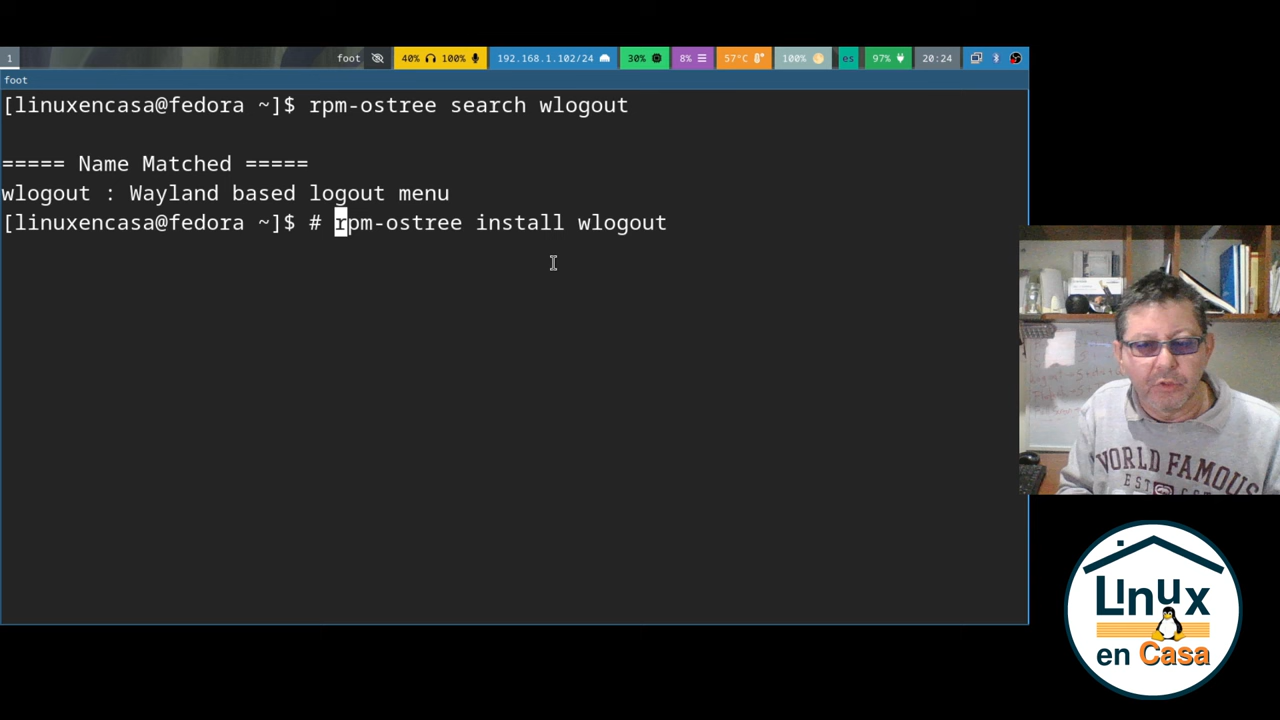 1
foot
40% 100%
192.168.1.102/24
30%
8%
57°C
100%
es
97%
20:24
foot
[linuxencasa@fedora ~]$ rpm-ostree search wlogout
===== Name Matched =====
wlogout : Wayland based logout menu
[linuxencasa@fedora ~]$ # rpm-ostree install wlogout
WORLD FAMOUS
Linux
en Casa